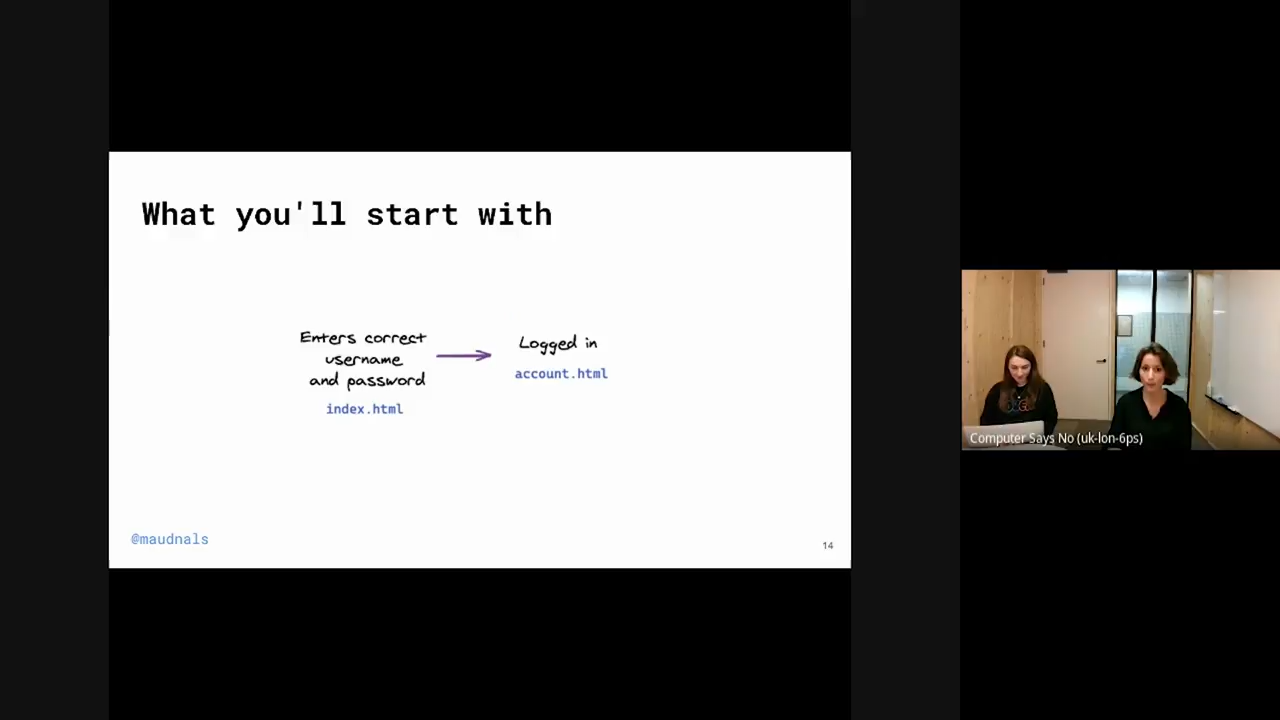 What you'll start with
Enters correct
username
and password
index.html
Logged in
account.html
@maudnals
14
Computer Says No (uk-lon-6ps)